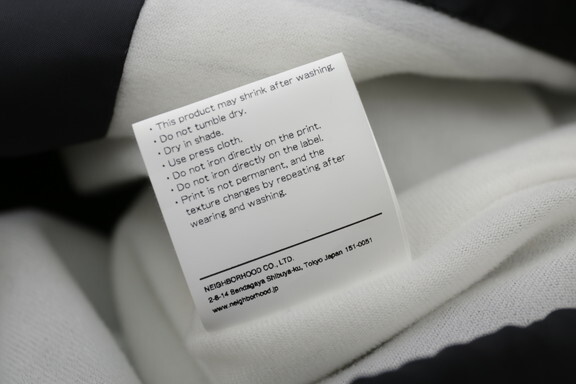 ・This product may shrink after washing.
・Do not tumble dry.
・Dry in shade.
・Use press cloth.
・Do not iron directly on the print.
・Do not iron directly on the label.
・Print is not permanent, and the
texture changes by repeating after
wearing and washing.
NEIGHBORHOOD CO., LTD.
2-8-14 Sendagaya Shibuya-ku, Tokyo Japan 151-0051
www.neighborhood.jp